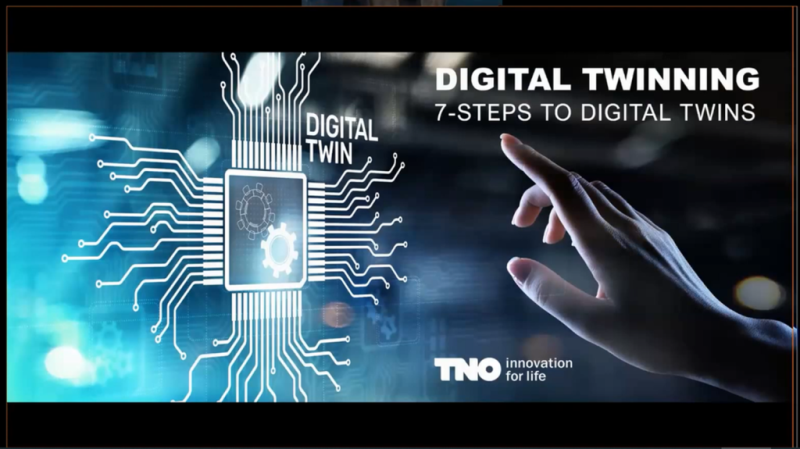 DIGITAL TWINNING
7-STEPS TO DIGITAL TWINS
DIGITAL
TWIN
TNO innovation
for life